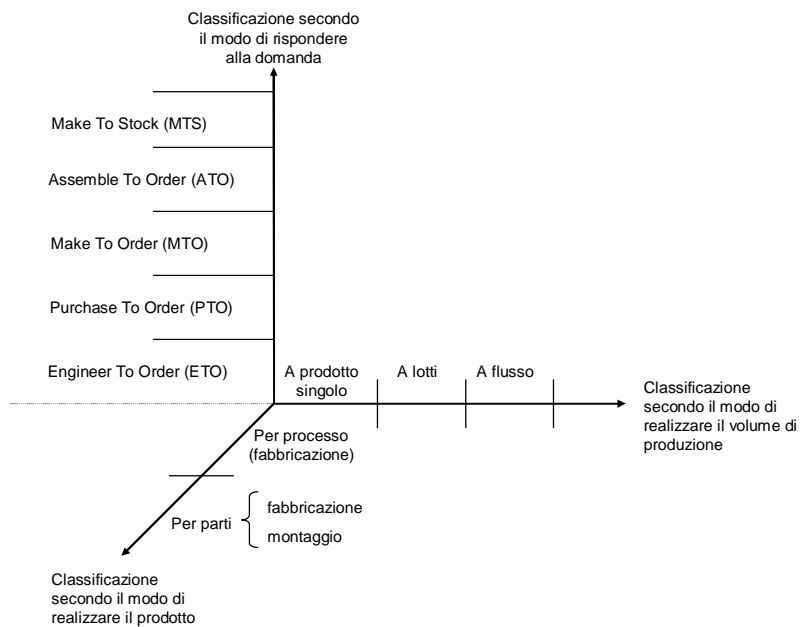 Classificazione secondo
il modo di rispondere
alla domanda
Make To Stock (MTS)
Assemble To Order (ATO)
Make To Order (MTO)
Purchase To Order (PTO)
Engineer To Order (ETO)
A prodotto
singolo
A lotti
A flusso
Classificazione
secondo il modo di
realizzare il volume di
produzione
Per processo
(fabbricazione)
Per parti
fabbricazione
montaggio
Classificazione
secondo il modo di
realizzare il prodotto